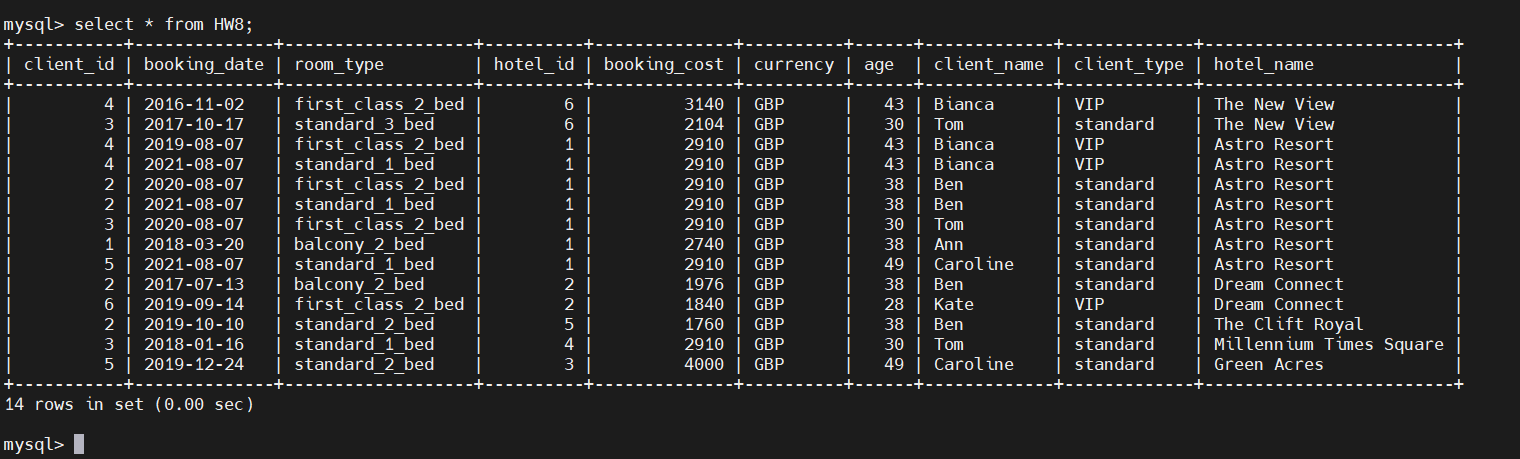 mysql> select * from HW8;
+-----------+--------------+-------------------+----------+--------------+----------+------+-------------+-------------+-------------------------+
| client_id | booking_date | room_type         | hotel_id | booking_cost | currency | age  | client_name | client_type | hotel_name              |
+-----------+--------------+-------------------+----------+--------------+----------+------+-------------+-------------+-------------------------+
|         4 | 2016-11-02   | first_class_2_bed |        6 |         3140 | GBP      |   43 | Bianca      | VIP         | The New View            |
|         3 | 2017-10-17   | standard_3_bed    |        6 |         2104 | GBP      |   30 | Tom         | standard    | The New View            |
|         4 | 2019-08-07   | first_class_2_bed |        1 |         2910 | GBP      |   43 | Bianca      | VIP         | Astro Resort            |
|         4 | 2021-08-07   | standard_1_bed    |        1 |         2910 | GBP      |   43 | Bianca      | VIP         | Astro Resort            |
|         2 | 2020-08-07   | first_class_2_bed |        1 |         2910 | GBP      |   38 | Ben         | standard    | Astro Resort            |
|         2 | 2021-08-07   | standard_1_bed    |        1 |         2910 | GBP      |   38 | Ben         | standard    | Astro Resort            |
|         3 | 2020-08-07   | first_class_2_bed |        1 |         2910 | GBP      |   30 | Tom         | standard    | Astro Resort            |
|         1 | 2018-03-20   | balcony_2_bed     |        1 |         2740 | GBP      |   38 | Ann         | standard    | Astro Resort            |
|         5 | 2021-08-07   | standard_1_bed    |        1 |         2910 | GBP      |   49 | Caroline    | standard    | Astro Resort            |
|         2 | 2017-07-13   | balcony_2_bed     |        2 |         1976 | GBP      |   38 | Ben         | standard    | Dream Connect           |
|         6 | 2019-09-14   | first_class_2_bed |        2 |         1840 | GBP      |   28 | Kate        | VIP         | Dream Connect           |
|         2 | 2019-10-10   | standard_2_bed    |        5 |         1760 | GBP      |   38 | Ben         | standard    | The Clift Royal         |
|         3 | 2018-01-16   | standard_1_bed    |        4 |         2910 | GBP      |   30 | Tom         | standard    | Millennium Times Square |
|         5 | 2019-12-24   | standard_2_bed    |        3 |         4000 | GBP      |   49 | Caroline    | standard    | Green Acres             |
+-----------+--------------+-------------------+----------+--------------+----------+------+-------------+-------------+-------------------------+
14 rows in set (0.00 sec)
mysql>